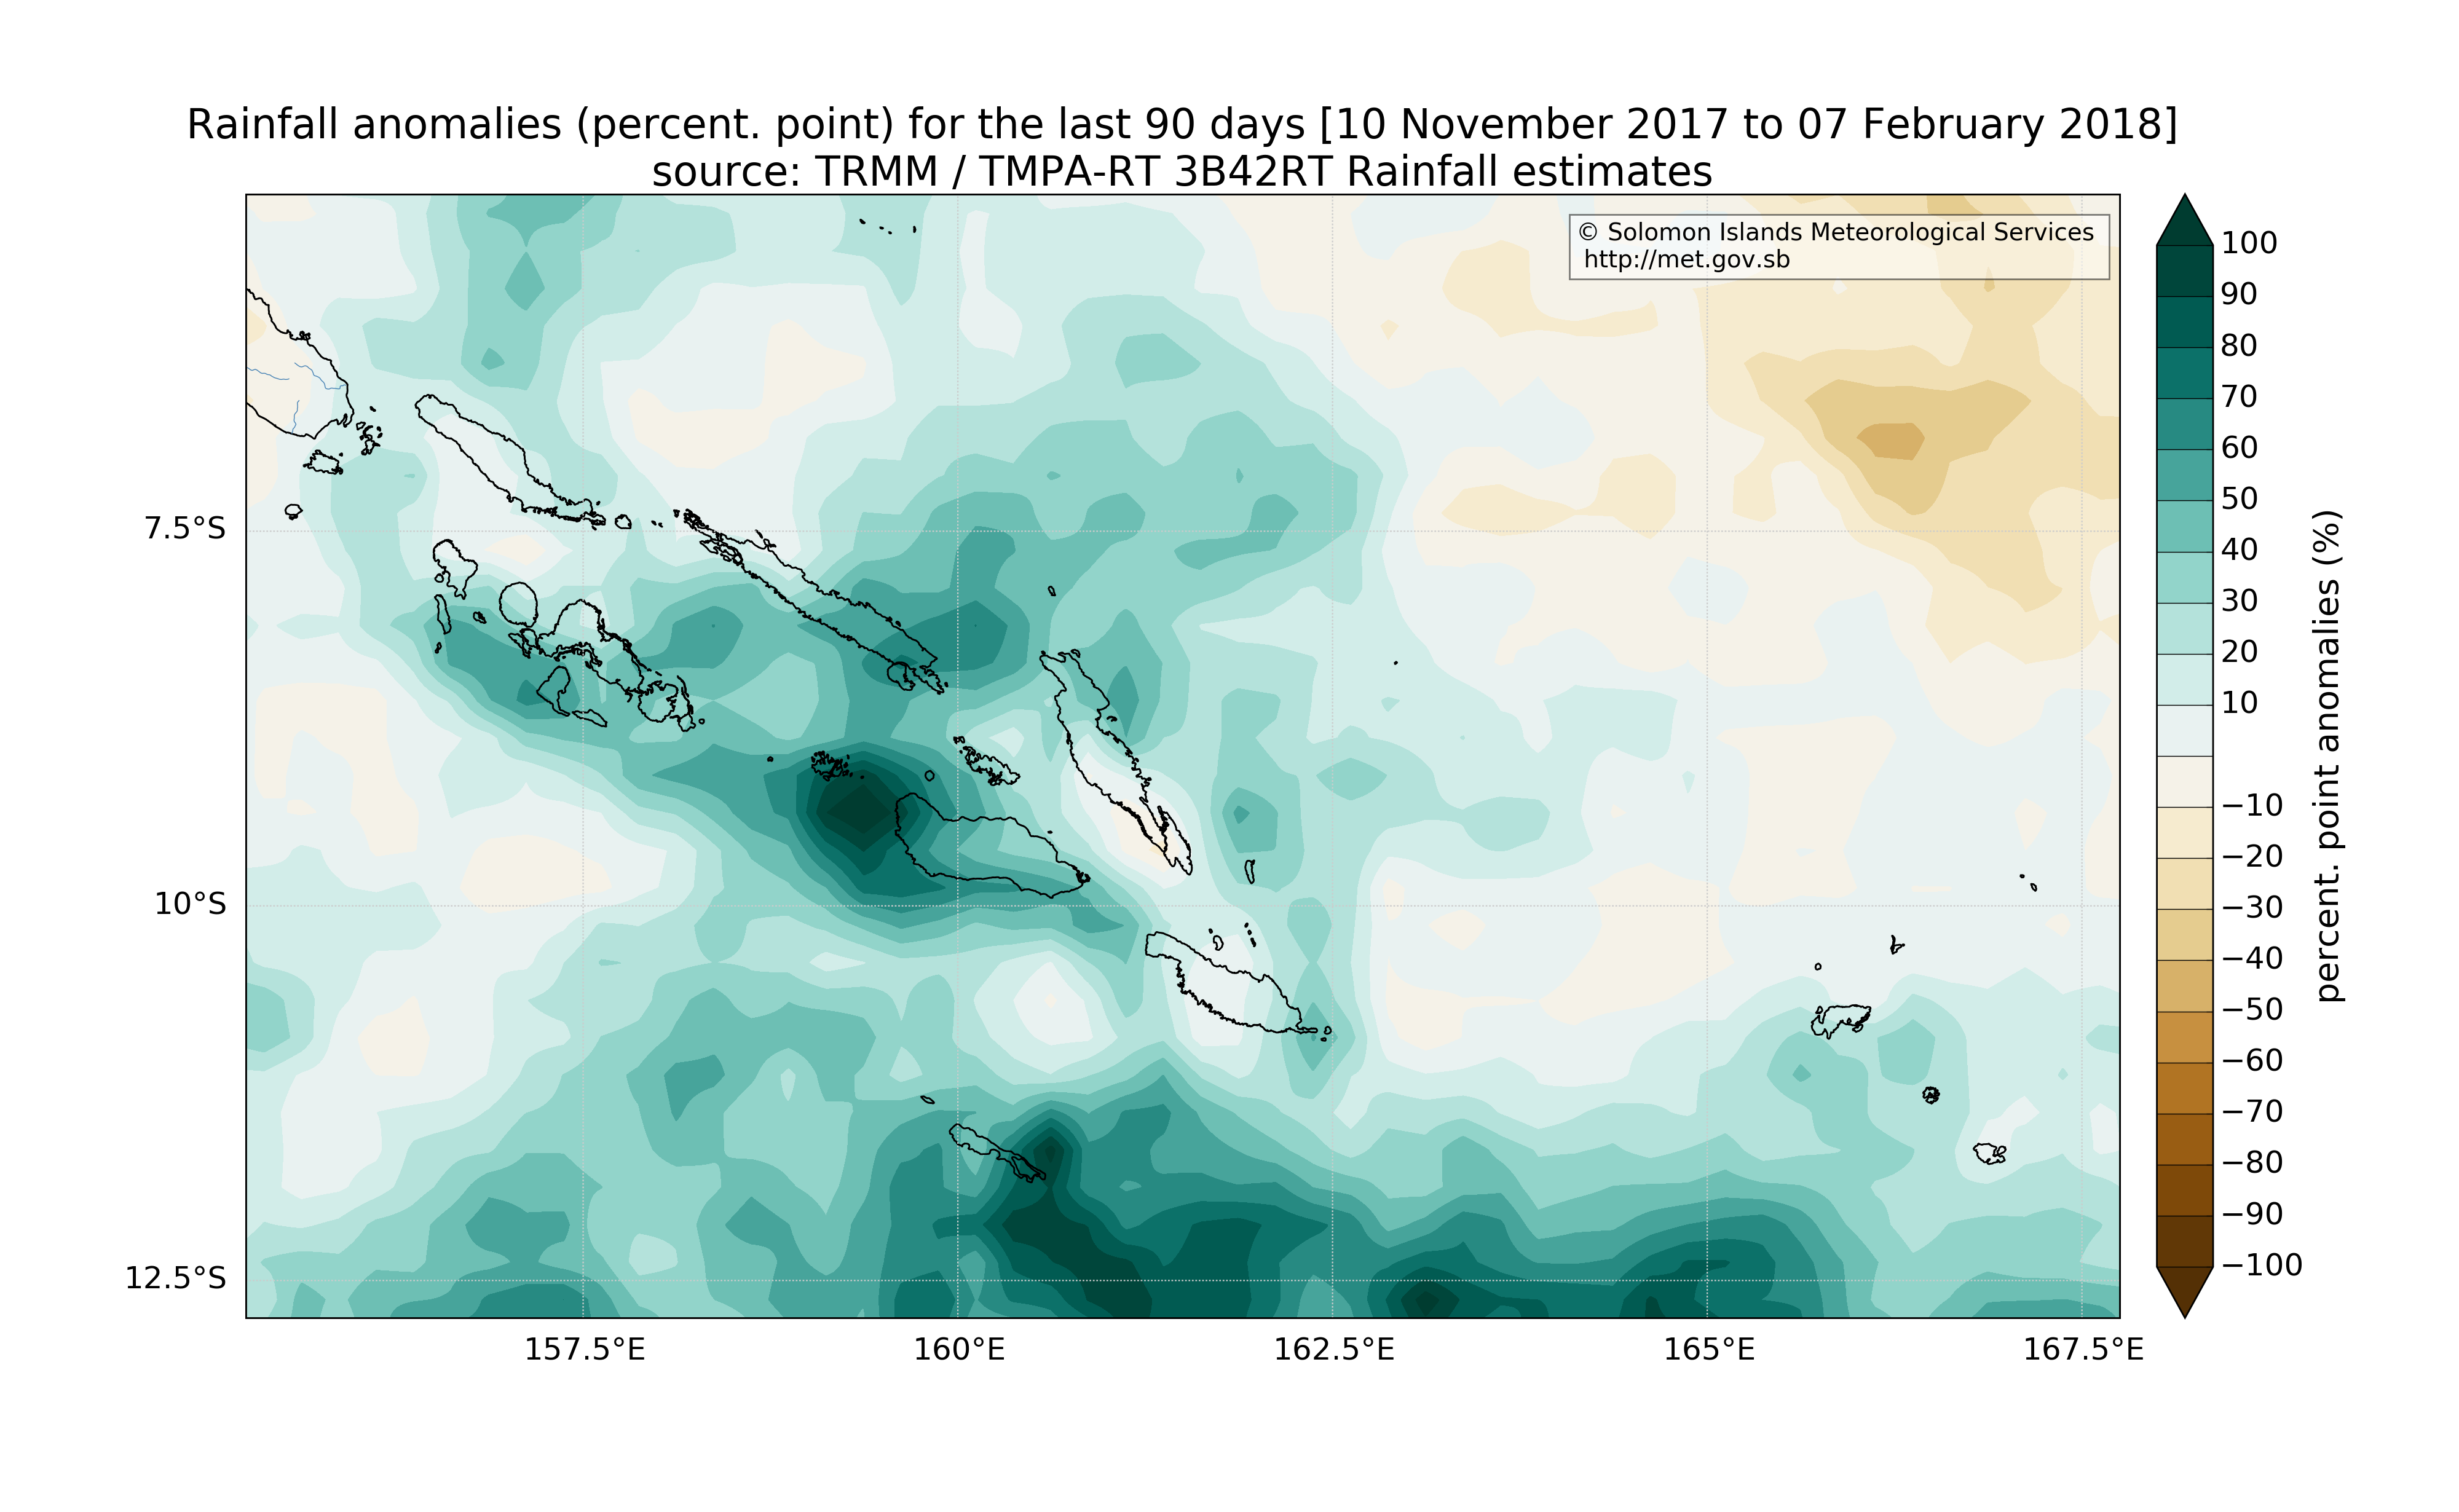 Rainfall anomalies (percent. point) for the last 90 days [10 November 2017 to 07 February 2018]
source: TRMM / TMPA-RT 3B42RT Rainfall estimates
© Solomon Islands Meteorological Services
http://met.gov.sb
7.5°S
10°S
12.5°S
157.5°E
160°E
162.5°E
165°E
167.5°E
100
90
80
70
60
50
40
30
20
10
−10
−20
−30
−40
−50
−60
−70
−80
−90
−100
percent. point anomalies (%)